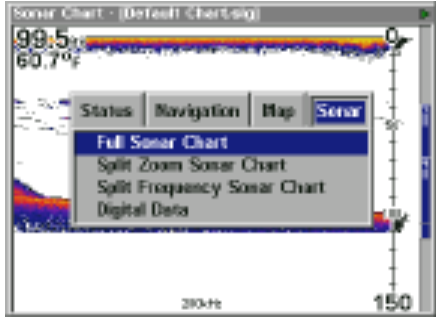 Sonar Chart - [Default Chart.slg]
99.5
60.7°F
0
Status Navigation Map Sonar
Full Sonar Chart
Split Zoom Sonar Chart
Split Frequency Sonar Chart
Digital Data
200kHz
150